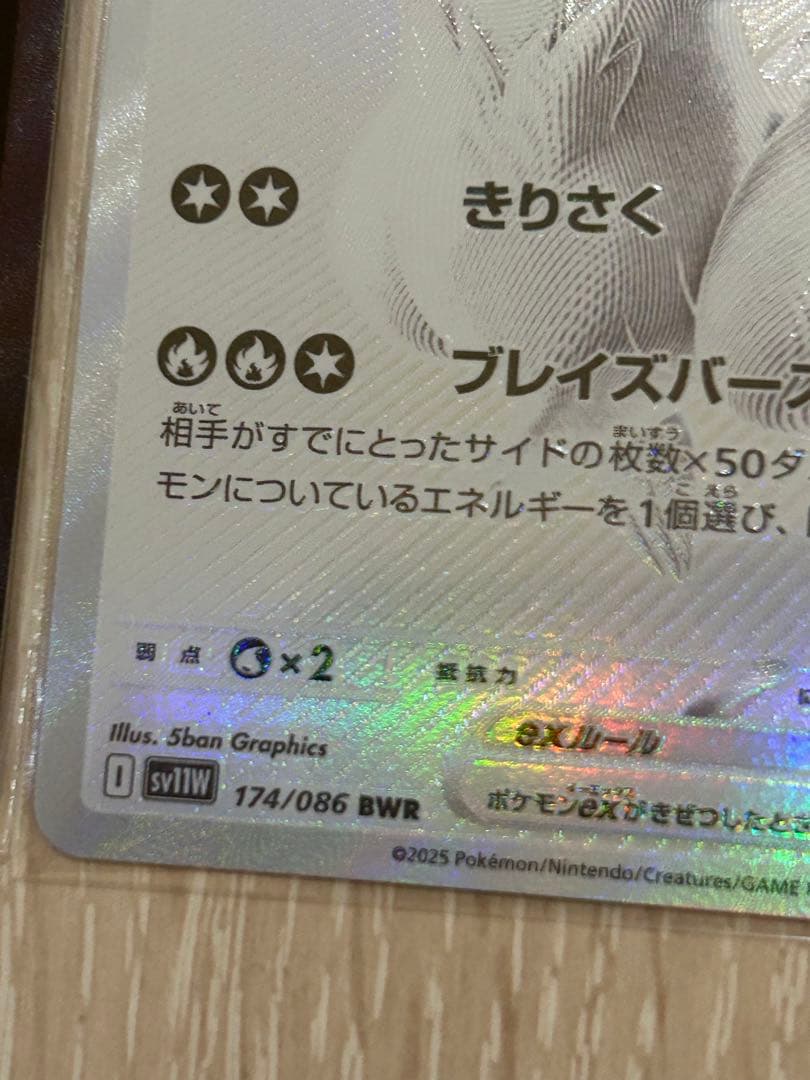 きりさく
ブレイズバース
あいて まいすう
相手がすでにとったサイドの枚数×50ダ
こ えら
モンについているエネルギーを1個選び、
弱点 ×2 抵抗力
Illus. 5ban Graphics
exルール
I sv11W 174/086 BWR
イーエックス
ポケモンexがきぜつしたとき
©2025 Pokémon/Nintendo/Creatures/GAME